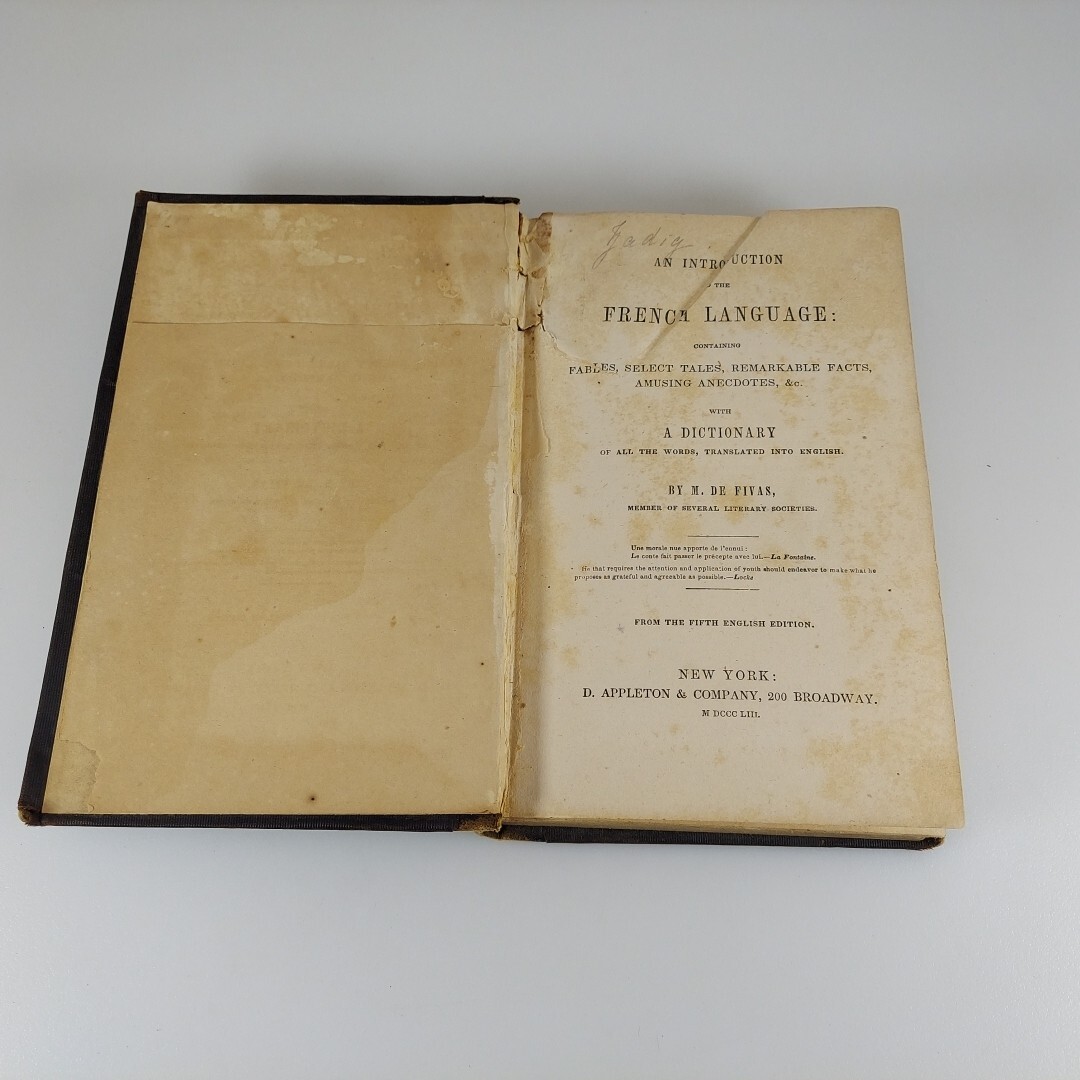 Zadig
AN INTRO UCTION
THE
FRENCH LANGUAGE:
CONTAINING
FABLES, SELECT TALES, REMARKABLE FACTS,
AMUSING ANECDOTES, &c.
WITH
A DICTIONARY
OF ALL THE WORDS, TRANSLATED INTO ENGLISH.
BY M. DE FIVAS,
MEMBER OF SEVERAL LITERARY SOCIETIES.
Une morale nue apporte de l'ennui:
Le conte fait passer le précepte avec lui.—La Fontaine.
He that requires the attention and application of youth should endeavor to make what he
proposes as grateful and agreeable as possible.—Locke
FROM THE FIFTH ENGLISH EDITION.
NEW YORK:
D. APPLETON & COMPANY, 200 BROADWAY.
M DCCC LIII.